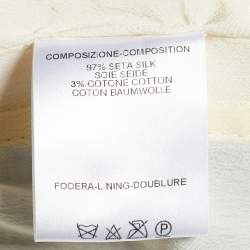 COMPOSIZIONE-COMPOSITION
97% SETA SILK
SOIE SEIDE
3% COTONE COTTON
COTON BAUMWOLLE
FODERA-LINING-DOUBLURE
P